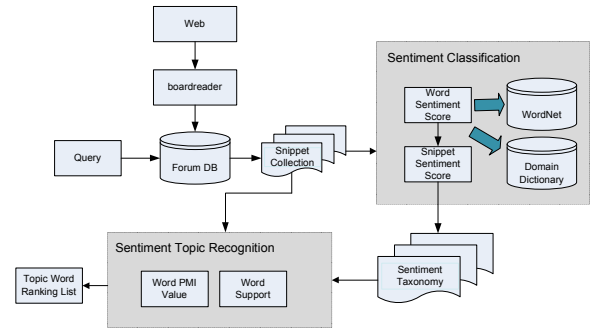 Web
boardreader
Query
Forum DB
Snippet
Collection
Sentiment Classification
Word
Sentiment
Score
WordNet
Snippet
Sentiment
Score
Domain
Dictionary
Sentiment Topic Recognition
Word PMI
Value
Word
Support
Sentiment
Taxonomy
Topic Word
Ranking List